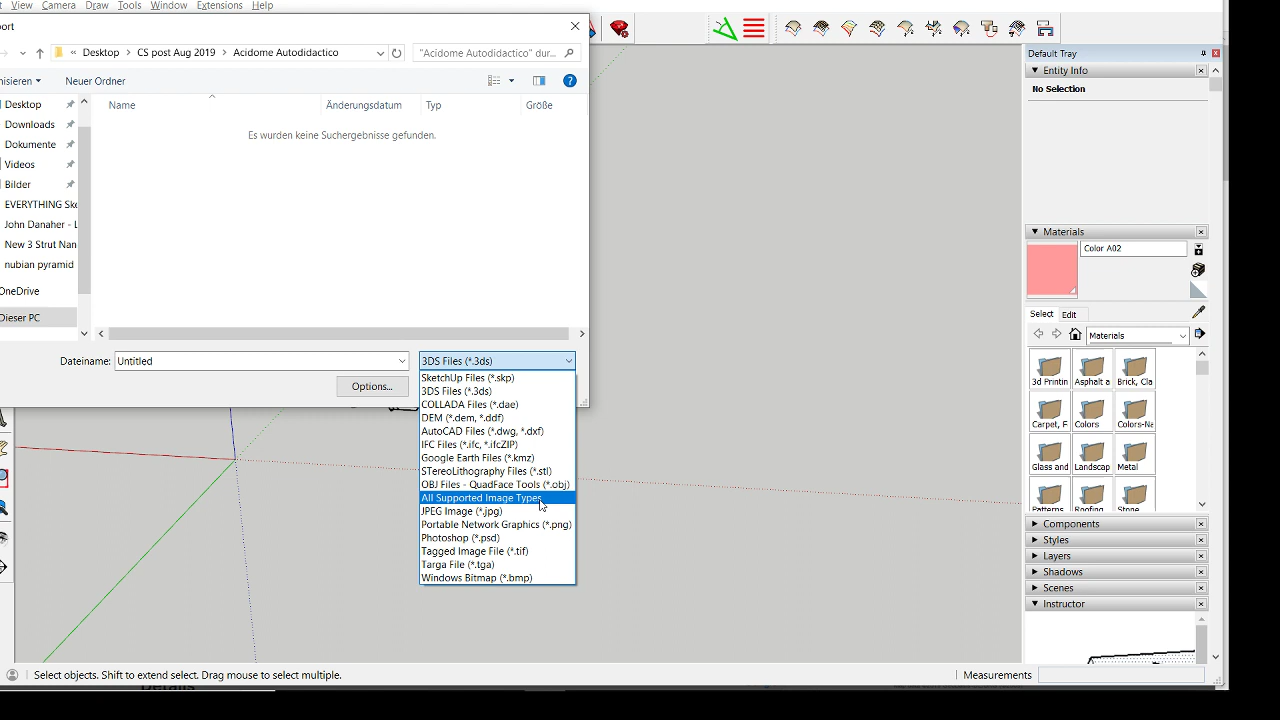 View Camera Draw Tools Window Extensions Help
port
« Desktop › CS post Aug 2019 › Acidome Autodidactico
"Acidome Autodidactico" dur...
nisieren
Neuer Ordner
Name
Änderungsdatum
Typ
Größe
Es wurden keine Suchergebnisse gefunden.
Desktop
Downloads
Dokumente
Videos
Bilder
EVERYTHING Ske
John Danaher - L
New 3 Strut Nan
nubian pyramid
OneDrive
Dieser PC
Dateiname: Untitled
3DS Files (*.3ds)
Options...
SketchUp Files (*.skp)
3DS Files (*.3ds)
COLLADA Files (*.dae)
DEM (*.dem, *.ddf)
AutoCAD Files (*.dwg, *.dxf)
IFC Files (*.ifc, *.ifcZIP)
Google Earth Files (*.kmz)
STereoLithography Files (*.stl)
OBJ Files - QuadFace Tools (*.obj)
All Supported Image Types
JPEG Image (*.jpg)
Portable Network Graphics (*.png)
Photoshop (*.psd)
Tagged Image File (*.tif)
Targa File (*.tga)
Windows Bitmap (*.bmp)
Default Tray
Entity Info
No Selection
Materials
Color A02
Select Edit
Materials
3d Printin Asphalt a Brick, Cla
Carpet, F Colors Colors-Na
Glass and Landscap Metal
Patterns Roofing Stone
Components
Styles
Layers
Shadows
Scenes
Instructor
Select objects. Shift to extend select. Drag mouse to select multiple.
Measurements
Details